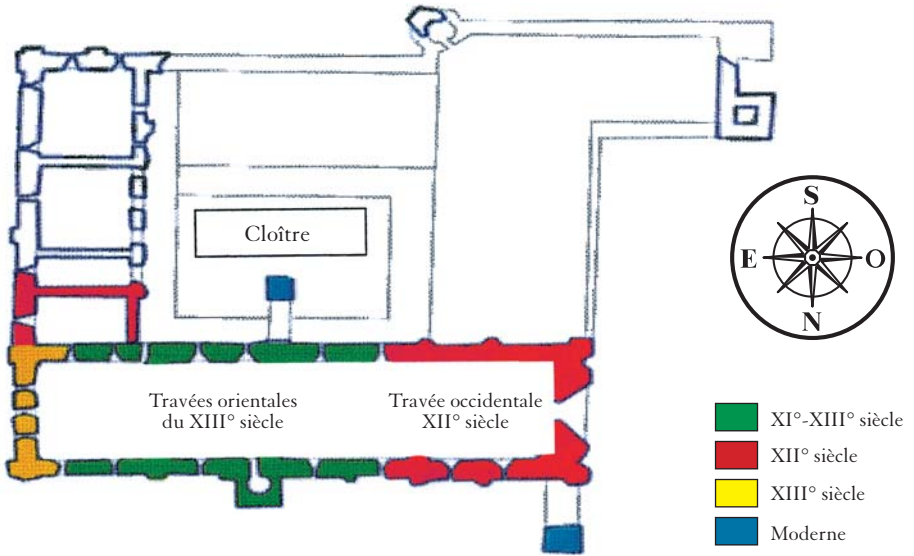 Cloître
S
E
O
N
Travées orientales
du XIII° siècle
Travée occidentale
XII° siècle
XI°-XIII° siècle
XII° siècle
XIII° siècle
Moderne